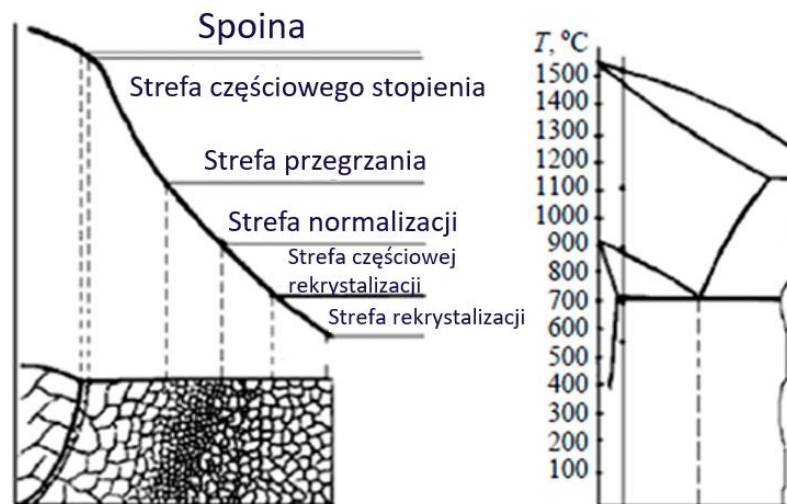 Spoina
Strefa częściowego stopienia
Strefa przegrzania
Strefa normalizacji
Strefa częściowej
rekrystalizacji
Strefa rekrystalizacji
T, °C
1500
1400
1300
1200
1100
1000
900
800
700
600
500
400
300
200
100